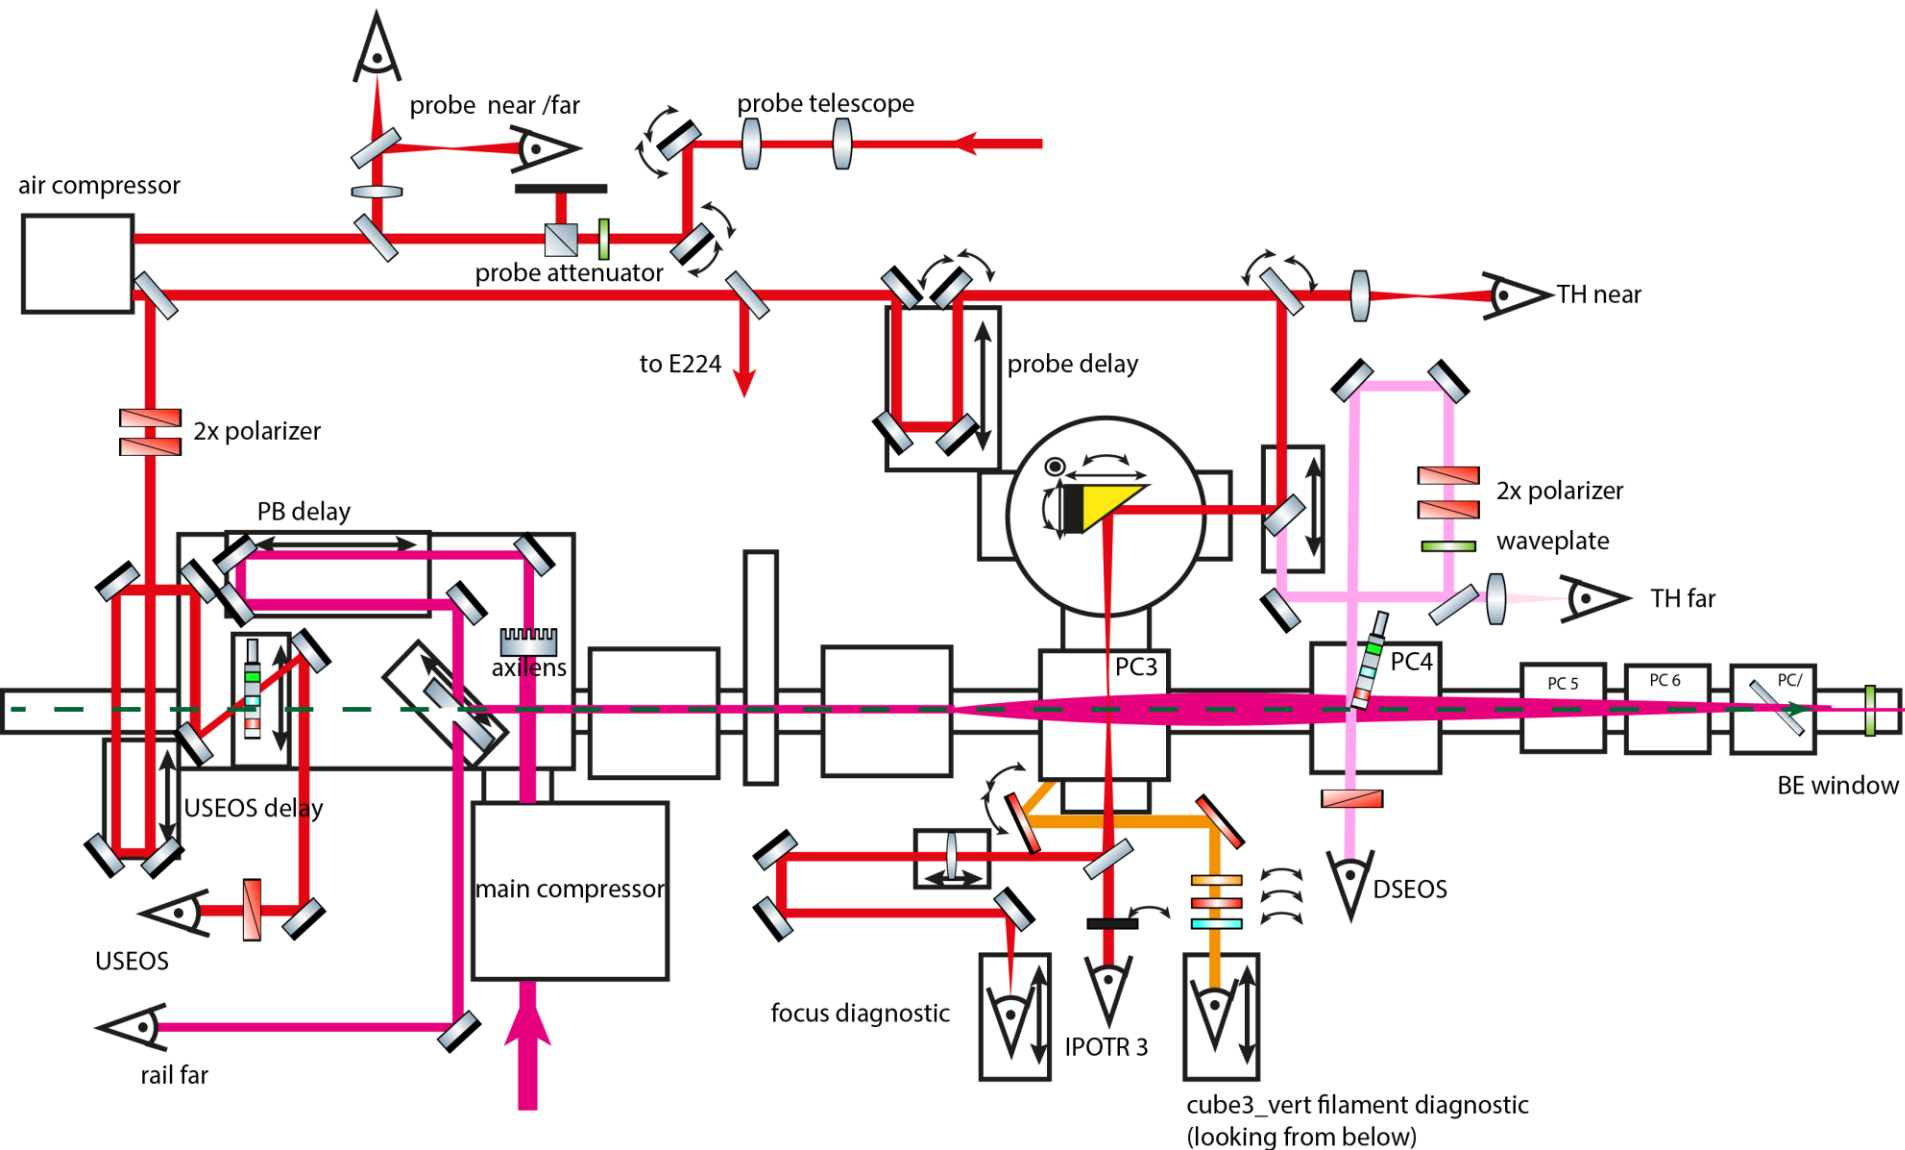 probe near /far
probe telescope
air compressor
probe attenuator
TH near
to E224
probe delay
2x polarizer
2x polarizer
PB delay
waveplate
TH far
axilens
PC3
PC4
PC 5
PC 6
PC/
BE window
USEOS delay
main compressor
DSEOS
USEOS
focus diagnostic
IPOTR 3
rail far
cube3_vert filament diagnostic
(looking from below)